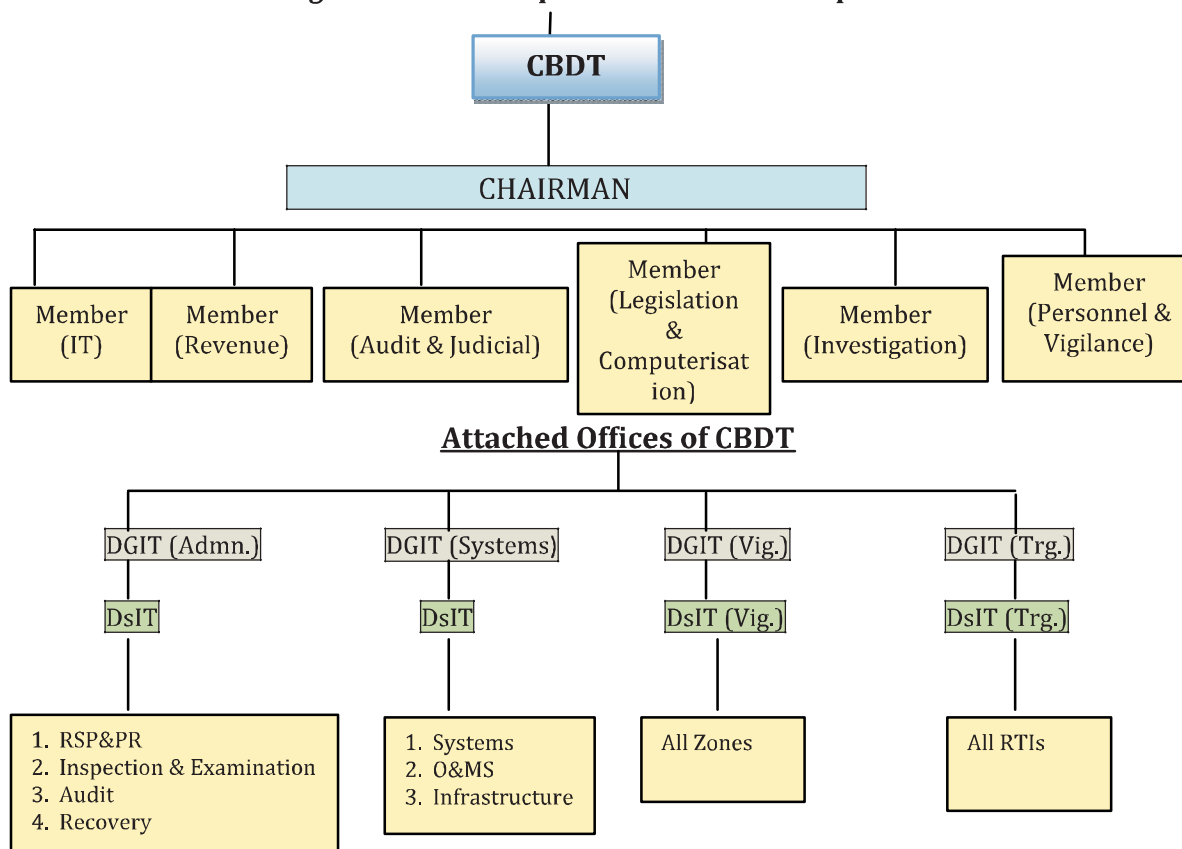 CBDT
CHAIRMAN
Member
(IT)
Member
(Revenue)
Member
(Audit & Judicial)
Member
(Legislation
&
Computerisat
ion)
Member
(Investigation)
Member
(Personnel &
Vigilance)
Attached Offices of CBDT
DGIT (Admn.)
DGIT (Systems)
DGIT (Vig.)
DGIT (Trg.)
DsIT
DsIT
DsIT (Vig.)
DsIT (Trg.)
1. RSP&PR
2. Inspection & Examination
3. Audit
4. Recovery
1. Systems
2. O&MS
3. Infrastructure
All Zones
All RTIs